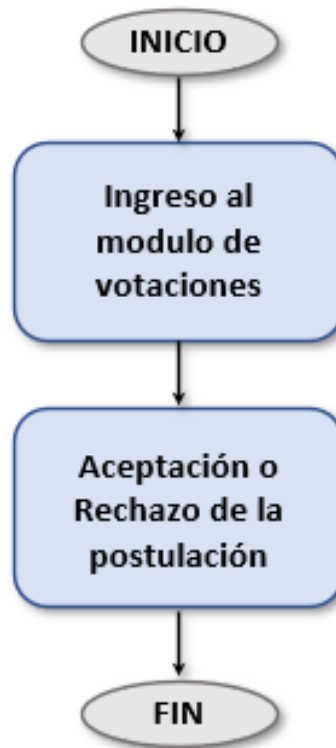 INICIO
Ingreso al
modulo de
votaciones
Aceptación o
Rechazo de la
postulación
FIN